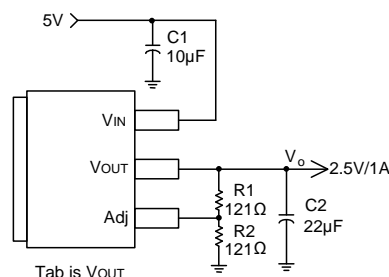 5V
C1
10µF
VIN
VOUT
Vo
2.5V/1A
R1
121Ω
C2
22µF
Adj
R2
121Ω
Tab is VOUT